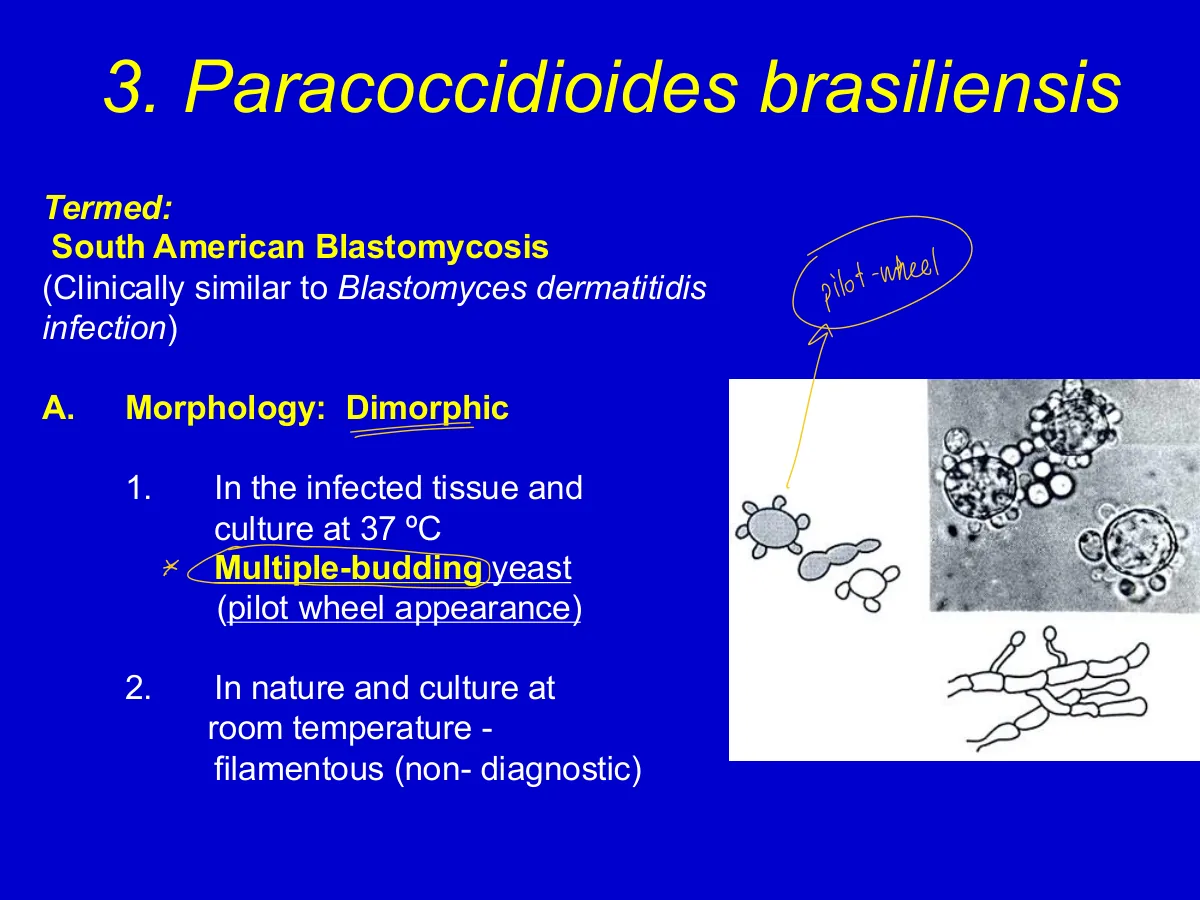 3. Paracoccidioides brasiliensis
Termed:
South American Blastomycosis
(Clinically similar to Blastomyces dermatitidis
infection)
pilot-wheel
A. Morphology: Dimorphic
1. In the infected tissue and
culture at 37 ºC
Multiple-budding yeast
(pilot wheel appearance)
2. In nature and culture at
room temperature -
filamentous (non- diagnostic)